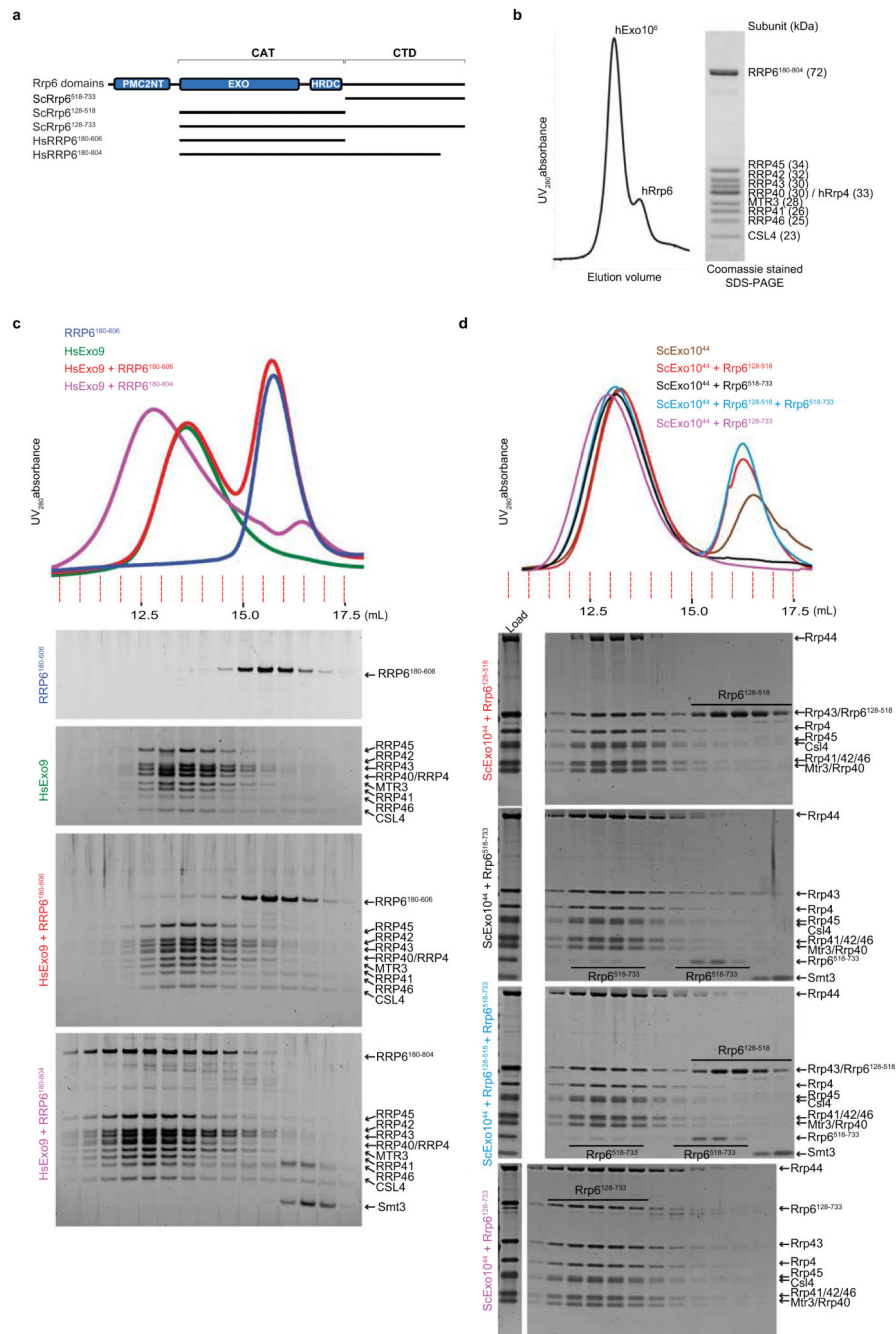 a
CAT CTD
Rrp6 domains PMC2NT EXO HRDC
ScRrp6⁵¹⁸⁻⁷³³
ScRrp6¹²⁸⁻⁵¹⁸
ScRrp6¹²⁸⁻⁷³³
HsRRP6¹⁸⁰⁻⁶⁰⁶
HsRRP6¹⁸⁰⁻⁸⁰⁴
b
hExo10⁶
hRrp6
UV₂₈₀absorbance
Elution volume
Subunit (kDa)
RRP6¹⁸⁰⁻⁸⁰⁴ (72)
RRP45 (34)
RRP42 (32)
RRP43 (30)
RRP40 (30) / hRrp4 (33)
MTR3 (28)
RRP41 (26)
RRP46 (25)
CSL4 (23)
Coomassie stained
SDS-PAGE
c
RRP6¹⁸⁰⁻⁶⁰⁶
HsExo9
HsExo9 + RRP6¹⁸⁰⁻⁶⁰⁶
HsExo9 + RRP6¹⁸⁰⁻⁸⁰⁴
UV₂₈₀absorbance
12.5 15.0 17.5 (mL)
RRP6¹⁸⁰⁻⁶⁰⁶
RRP6¹⁸⁰⁻⁶⁰⁶
HsExo9
RRP45
RRP42
RRP43
RRP40/RRP4
MTR3
RRP41
RRP46
CSL4
HsExo9 + RRP6¹⁸⁰⁻⁶⁰⁶
RRP6¹⁸⁰⁻⁶⁰⁶
RRP45
RRP42
RRP43
RRP40/RRP4
MTR3
RRP41
RRP46
CSL4
HsExo9 + RRP6¹⁸⁰⁻⁸⁰⁴
RRP6¹⁸⁰⁻⁸⁰⁴
RRP45
RRP42
RRP43
RRP40/RRP4
MTR3
RRP41
RRP46
CSL4
Smt3
d
ScExo10⁴⁴
ScExo10⁴⁴ + Rrp6¹²⁸⁻⁵¹⁸
ScExo10⁴⁴ + Rrp6⁵¹⁸⁻⁷³³
ScExo10⁴⁴ + Rrp6¹²⁸⁻⁵¹⁸ + Rrp6⁵¹⁸⁻⁷³³
ScExo10⁴⁴ + Rrp6¹²⁸⁻⁷³³
UV₂₈₀absorbance
12.5 15.0 17.5 (mL)
Load
ScExo10⁴⁴ + Rrp6¹²⁸⁻⁵¹⁸
Rrp44
Rrp6¹²⁸⁻⁵¹⁸
Rrp43/Rrp6¹²⁸⁻⁵¹⁸
Rrp4
Rrp45
Csl4
Rrp41/42/46
Mtr3/Rrp40
ScExo10⁴⁴ + Rrp6⁵¹⁸⁻⁷³³
Rrp44
Rrp43
Rrp4
Rrp45
Csl4
Rrp41/42/46
Mtr3/Rrp40
Rrp6⁵¹⁸⁻⁷³³
Rrp6⁵¹⁸⁻⁷³³ Rrp6⁵¹⁸⁻⁷³³
Smt3
ScExo10⁴⁴ + Rrp6¹²⁸⁻⁵¹⁸ + Rrp6⁵¹⁸⁻⁷³³
Rrp44
Rrp6¹²⁸⁻⁵¹⁸
Rrp43/Rrp6¹²⁸⁻⁵¹⁸
Rrp4
Rrp45
Csl4
Rrp41/42/46
Mtr3/Rrp40
Rrp6⁵¹⁸⁻⁷³³
Smt3
Rrp6⁵¹⁸⁻⁷³³ Rrp6⁵¹⁸⁻⁷³³
ScExo10⁴⁴ + Rrp6¹²⁸⁻⁷³³
Rrp44
Rrp6¹²⁸⁻⁷³³
Rrp6¹²⁸⁻⁷³³
Rrp43
Rrp4
Rrp45
Csl4
Rrp41/42/46
Mtr3/Rrp40